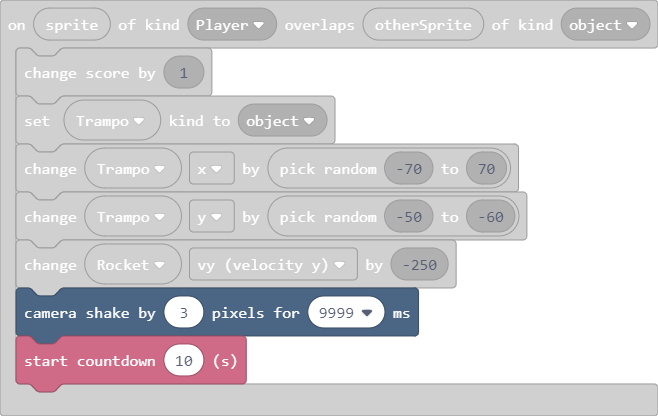 on sprite of kind Player overlaps otherSprite of kind object
change score by 1
set Trampo kind to object
change Trampo x by pick random -70 to 70
change Trampo y by pick random -50 to -60
change Rocket vy (velocity y) by -250
camera shake by 3 pixels for 9999 ms
start countdown 10 (s)